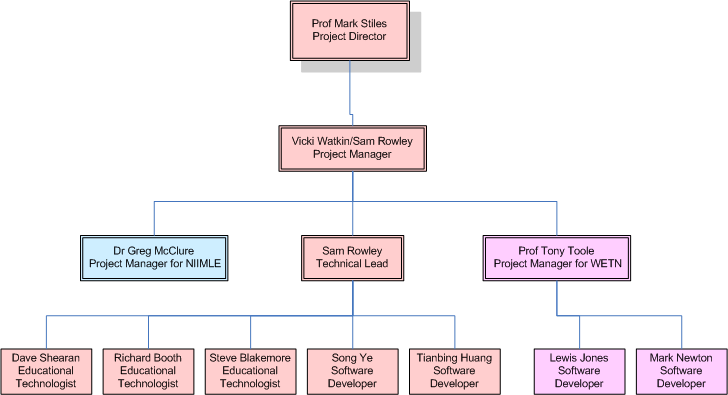 Prof Mark Stiles
Project Director
Vicki Watkin/Sam Rowley
Project Manager
Dr Greg McClure
Project Manager for NIIMLE
Sam Rowley
Technical Lead
Prof Tony Toole
Project Manager for WETN
Dave Shearan
Educational
Technologist
Richard Booth
Educational
Technologist
Steve Blakemore
Educational
Technologist
Song Ye
Software
Developer
Tianbing Huang
Software
Developer
Lewis Jones
Software
Developer
Mark Newton
Software
Developer